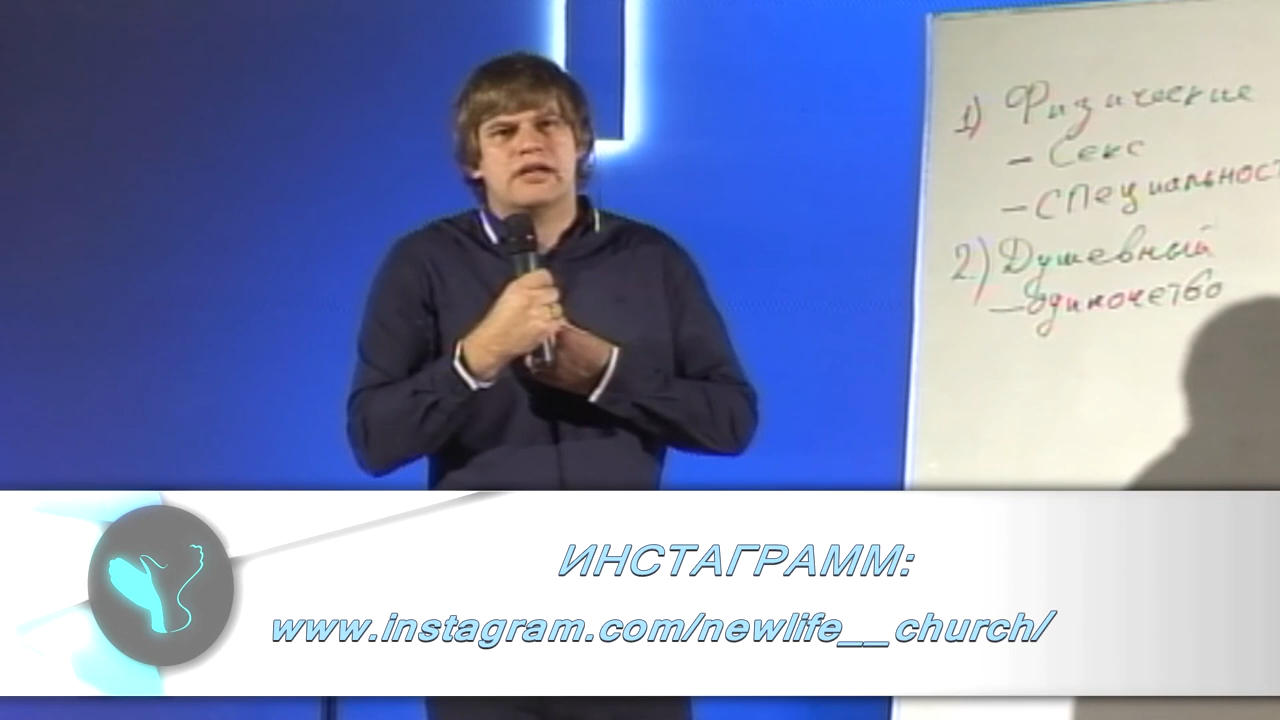 1) Физические
- Секс
- Специальност
2.) Душевный
- одиночество
ИНСТАГРАММ:
www.instagram.com/newlife__church/